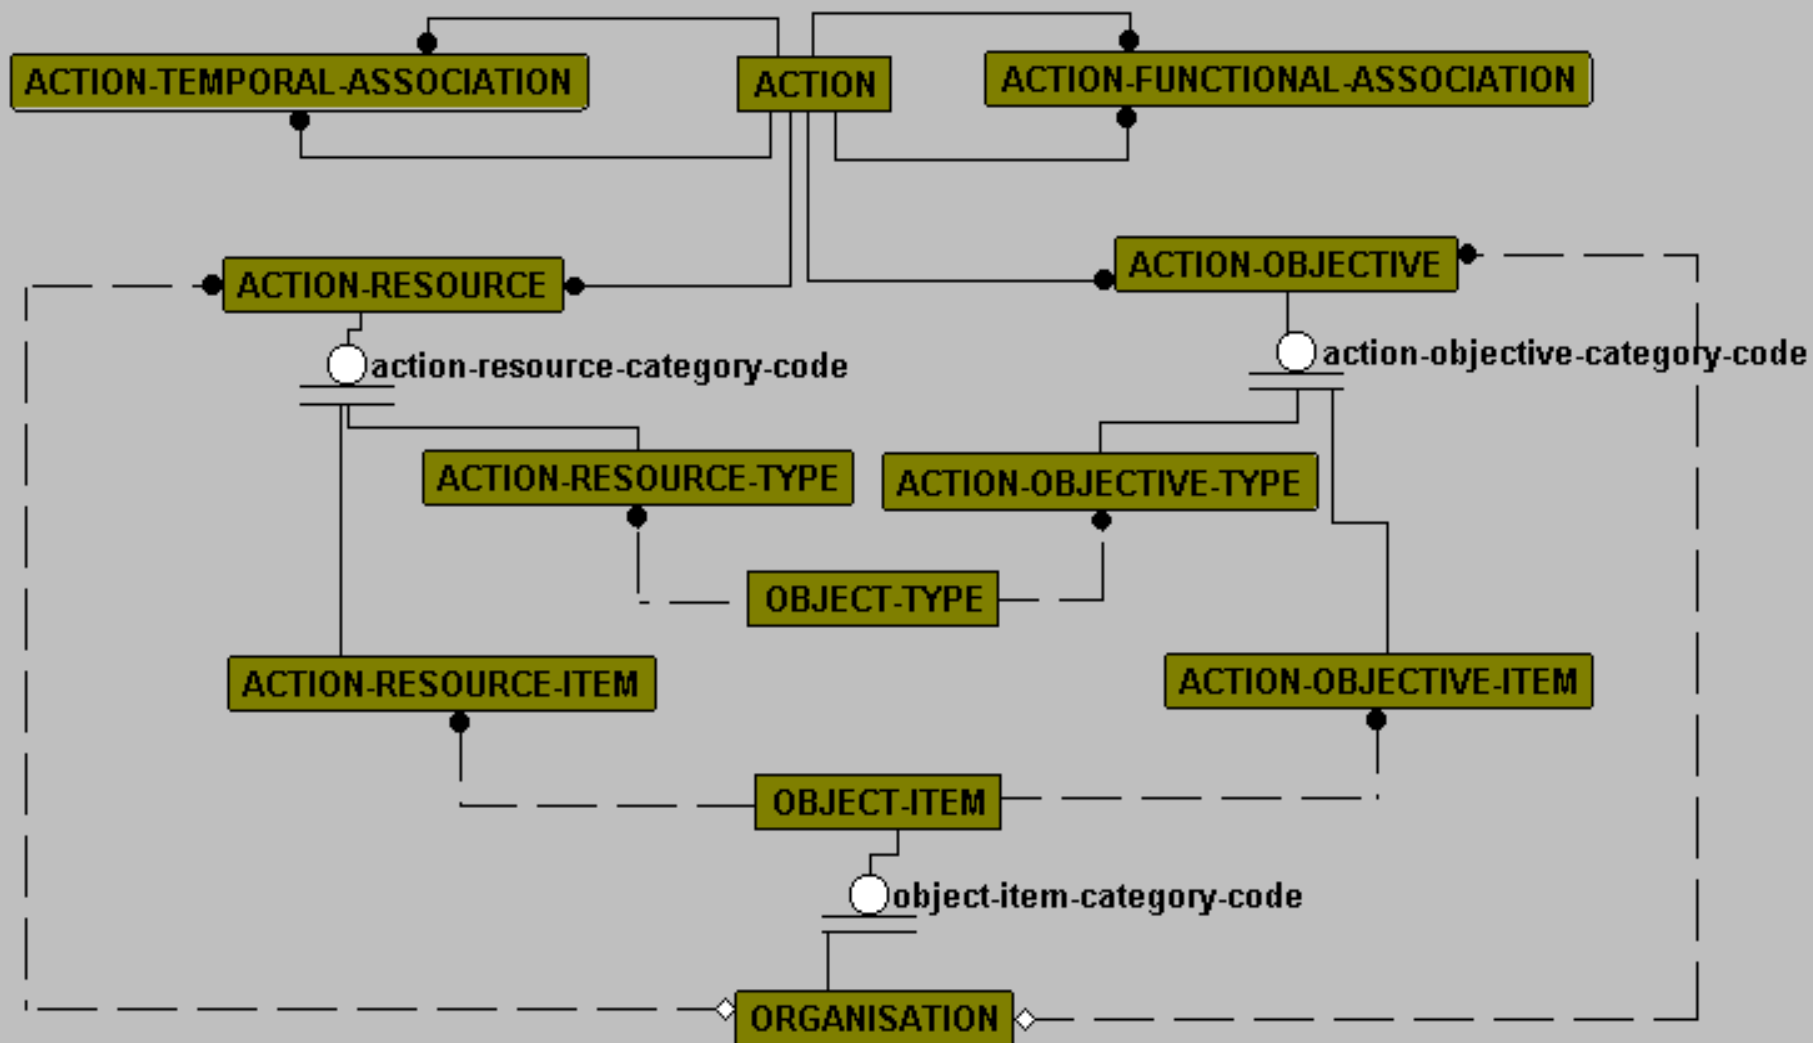 ACTION-TEMPORAL-ASSOCIATION
ACTION
ACTION-FUNCTIONAL-ASSOCIATION
ACTION-RESOURCE
ACTION-OBJECTIVE
action-resource-category-code
action-objective-category-code
ACTION-RESOURCE-TYPE
ACTION-OBJECTIVE-TYPE
OBJECT-TYPE
ACTION-RESOURCE-ITEM
ACTION-OBJECTIVE-ITEM
OBJECT-ITEM
object-item-category-code
ORGANISATION